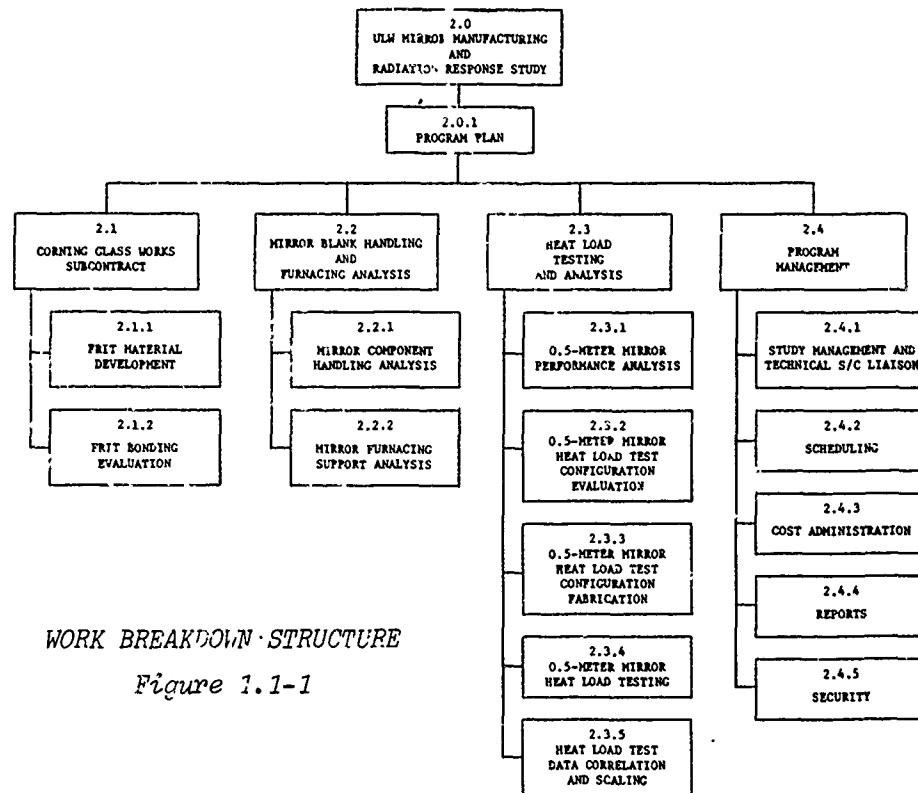 2.0
ULW MIRROR MANUFACTURING
AND
RADIATION RESPONSE STUDY
2.0.1
PROGRAM PLAN
2.1
CORNING GLASS WORKS
SUBCONTRACT
2.1.1
FRIT MATERIAL
DEVELOPMENT
2.1.2
FRIT BONDING
EVALUATION
2.2
MIRROR BLANK HANDLING
AND
FURNACING ANALYSIS
2.2.1
MIRROR COMPONENT
HANDLING ANALYSIS
2.2.2
MIRROR FURNACING
SUPPORT ANALYSIS
2.3
HEAT LOAD
TESTING
AND ANALYSIS
2.3.1
0.5-METER MIRROR
PERFORMANCE ANALYSIS
2.3.2
0.5-METER MIRROR
HEAT LOAD TEST
CONFIGURATION
EVALUATION
2.3.3
0.5-METER MIRROR
HEAT LOAD TEST
CONFIGURATION
FABRICATION
2.3.4
0.5-METER MIRROR
HEAT LOAD TESTING
2.3.5
HEAT LOAD TEST
DATA CORRELATION
AND SCALING
2.4
PROGRAM
MANAGEMENT
2.4.1
STUDY MANAGEMENT AND
TECHNICAL S/C LIAISON
2.4.2
SCHEDULING
2.4.3
COST ADMINISTRATION
2.4.4
REPORTS
2.4.5
SECURITY
WORK BREAKDOWN STRUCTURE
Figure 1.1-1